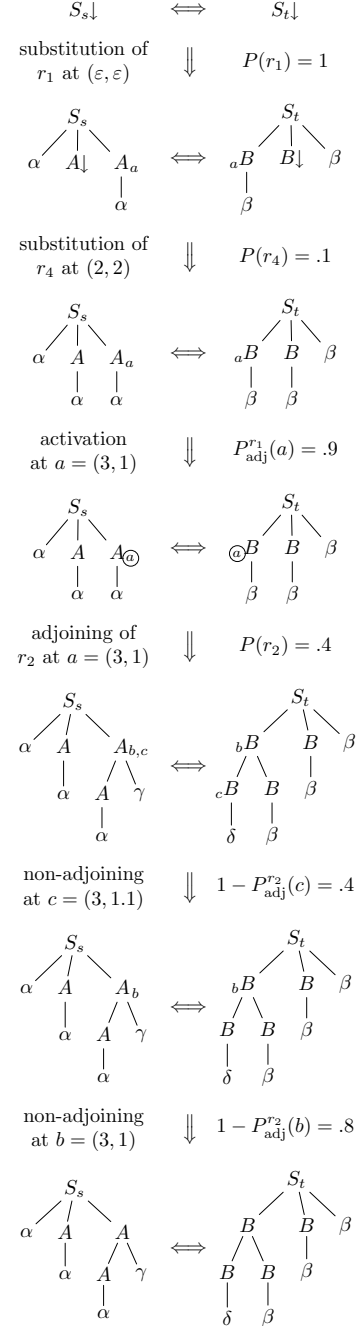 S_s↓ ⟺ S_t↓
substitution of
r_1 at (ε, ε) ⇓ P(r_1) = 1
S_s S_t
α A↓ A_a ⟺ _aB B↓ β
α β
substitution of
r_4 at (2, 2) ⇓ P(r_4) = .1
S_s S_t
α A A_a ⟺ _aB B β
α α β β
activation
at a = (3, 1) ⇓ P^{r_1}_{adj}(a) = .9
S_s S_t
α A A ⓐ ⟺ ⓐ B B β
α α β β
adjoining of
r_2 at a = (3, 1) ⇓ P(r_2) = .4
S_s S_t
α A A_{b,c} ⟺ _bB B β
α A γ _cB B β
α δ β
non-adjoining
at c = (3, 1.1) ⇓ 1 − P^{r_2}_{adj}(c) = .4
S_s S_t
α A A_b ⟺ _bB B β
α A γ B B β
α δ β
non-adjoining
at b = (3, 1) ⇓ 1 − P^{r_2}_{adj}(b) = .8
S_s S_t
α A A ⟺ B B β
α A γ B B β
α δ β